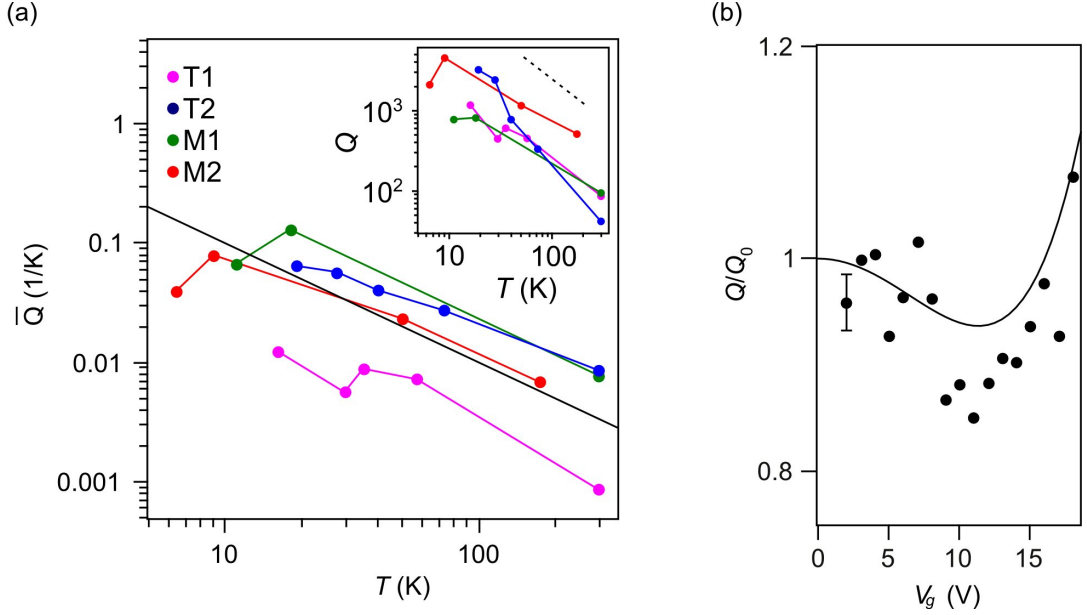 (a)
T1
T2
M1
M2
1
0.1
0.01
0.001
Q̅ (1/K)
10
100
T (K)
10³
10²
Q
10
100
T (K)
(b)
1.2
1
0.8
Q/Q₀
0
5
10
15
V_g (V)